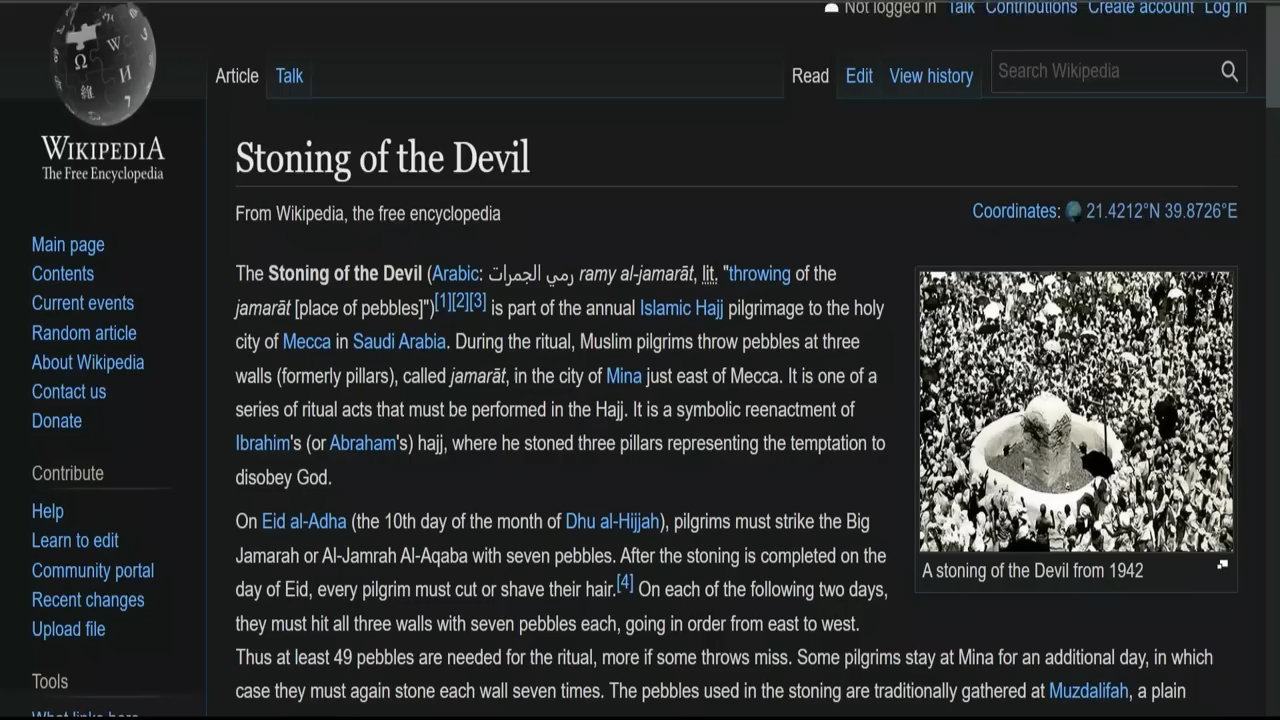 Not logged in Talk Contributions Create account Log in
Article Talk Read Edit View history Search Wikipedia
WIKIPEDIA
The Free Encyclopedia
Stoning of the Devil
From Wikipedia, the free encyclopedia
Coordinates: 21.4212°N 39.8726°E
Main page
Contents
Current events
Random article
About Wikipedia
Contact us
Donate
Contribute
Help
Learn to edit
Community portal
Recent changes
Upload file
Tools
What links here
The Stoning of the Devil (Arabic: رمي الجمرات ramy al-jamarāt, lit. "throwing of the
jamarāt [place of pebbles]")[1][2][3] is part of the annual Islamic Hajj pilgrimage to the holy
city of Mecca in Saudi Arabia. During the ritual, Muslim pilgrims throw pebbles at three
walls (formerly pillars), called jamarāt, in the city of Mina just east of Mecca. It is one of a
series of ritual acts that must be performed in the Hajj. It is a symbolic reenactment of
Ibrahim's (or Abraham's) hajj, where he stoned three pillars representing the temptation to
disobey God.
On Eid al-Adha (the 10th day of the month of Dhu al-Hijjah), pilgrims must strike the Big
Jamarah or Al-Jamrah Al-Aqaba with seven pebbles. After the stoning is completed on the
day of Eid, every pilgrim must cut or shave their hair.[4] On each of the following two days,
they must hit all three walls with seven pebbles each, going in order from east to west.
Thus at least 49 pebbles are needed for the ritual, more if some throws miss. Some pilgrims stay at Mina for an additional day, in which
case they must again stone each wall seven times. The pebbles used in the stoning are traditionally gathered at Muzdalifah, a plain
A stoning of the Devil from 1942